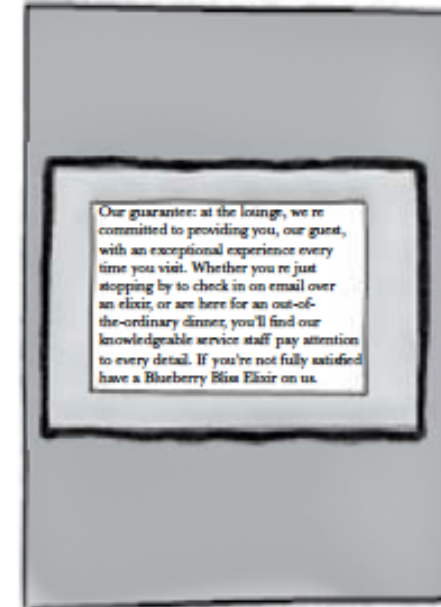 Our guarantee: at the lounge, we re
committed to providing you, our guest,
with an exceptional experience every
time you visit. Whether you re just
stopping by to check in on email over
an elixir, or are here for an out-of-
the-ordinary dinner, you'll find our
knowledgeable service staff pay attention
to every detail. If you're not fully satisfied
have a Blueberry Bliss Elixir on us.